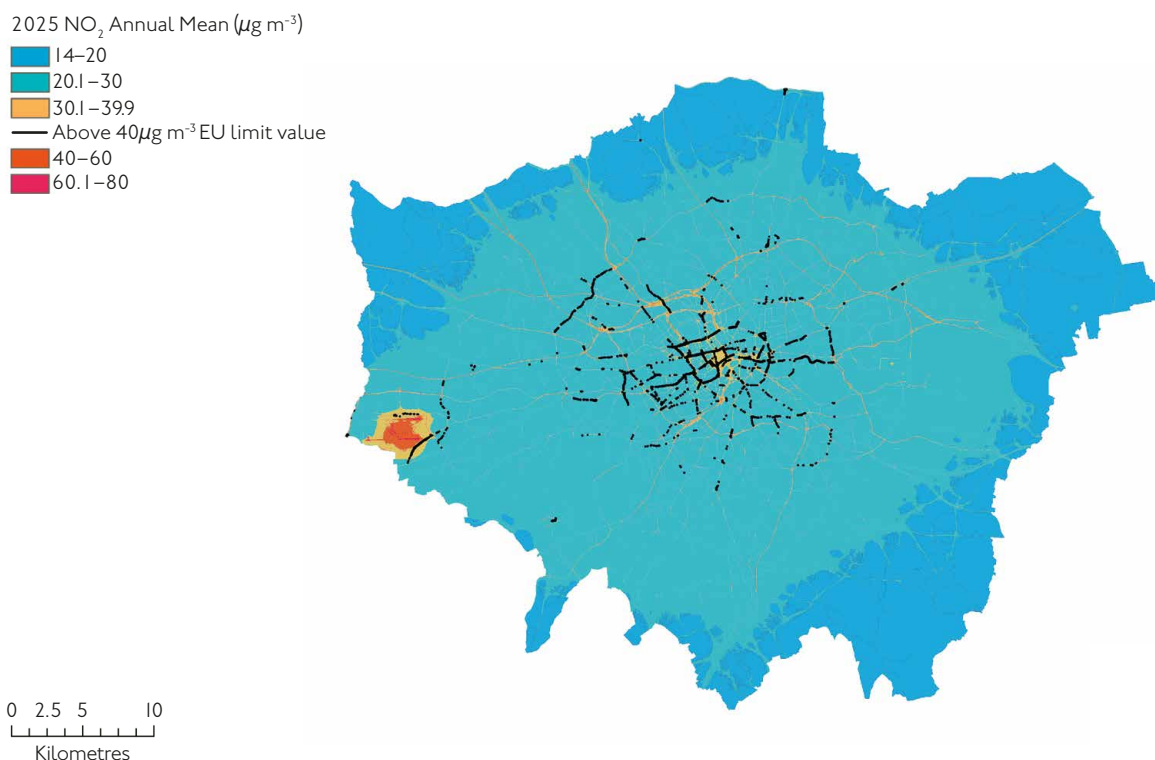 2025 NO₂ Annual Mean (µg m⁻³)
14–20
20.1–30
30.1–39.9
Above 40µg m⁻³ EU limit value
40–60
60.1–80
0 2.5 5 10
Kilometres